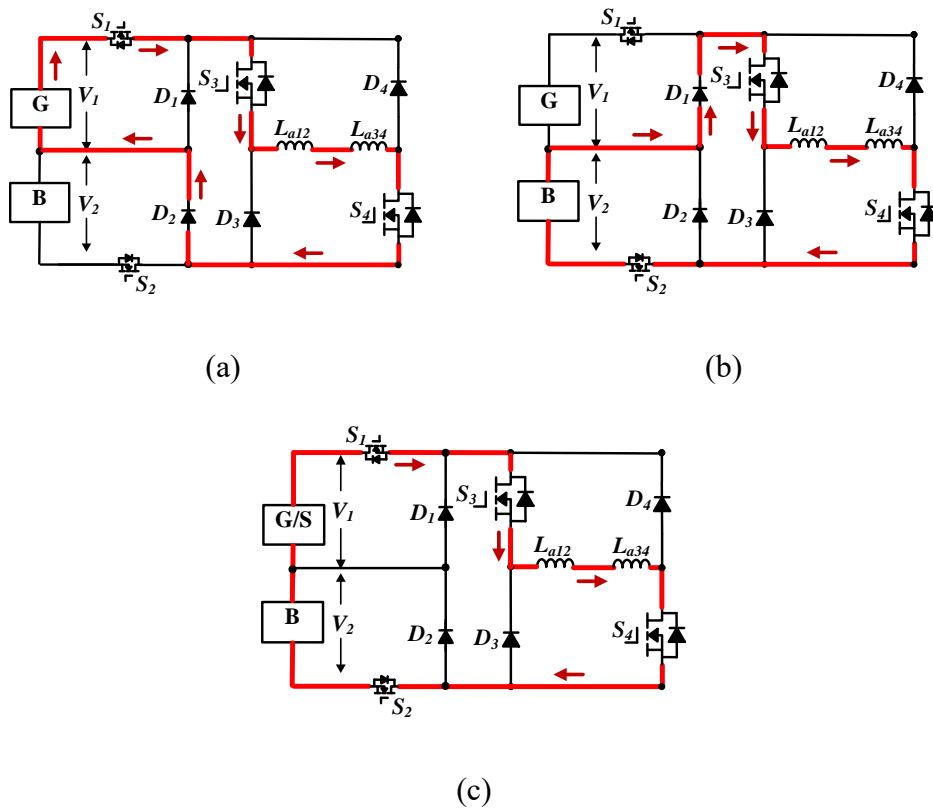 S1
G
V1
D1
S3
D4
La12
La34
B
V2
D2
D3
S4
S2
(a)
S1
G
V1
D1
S3
D4
La12
La34
B
V2
D2
D3
S4
S2
(b)
S1
G/S
V1
D1
S3
D4
La12
La34
B
V2
D2
D3
S4
S2
(c)